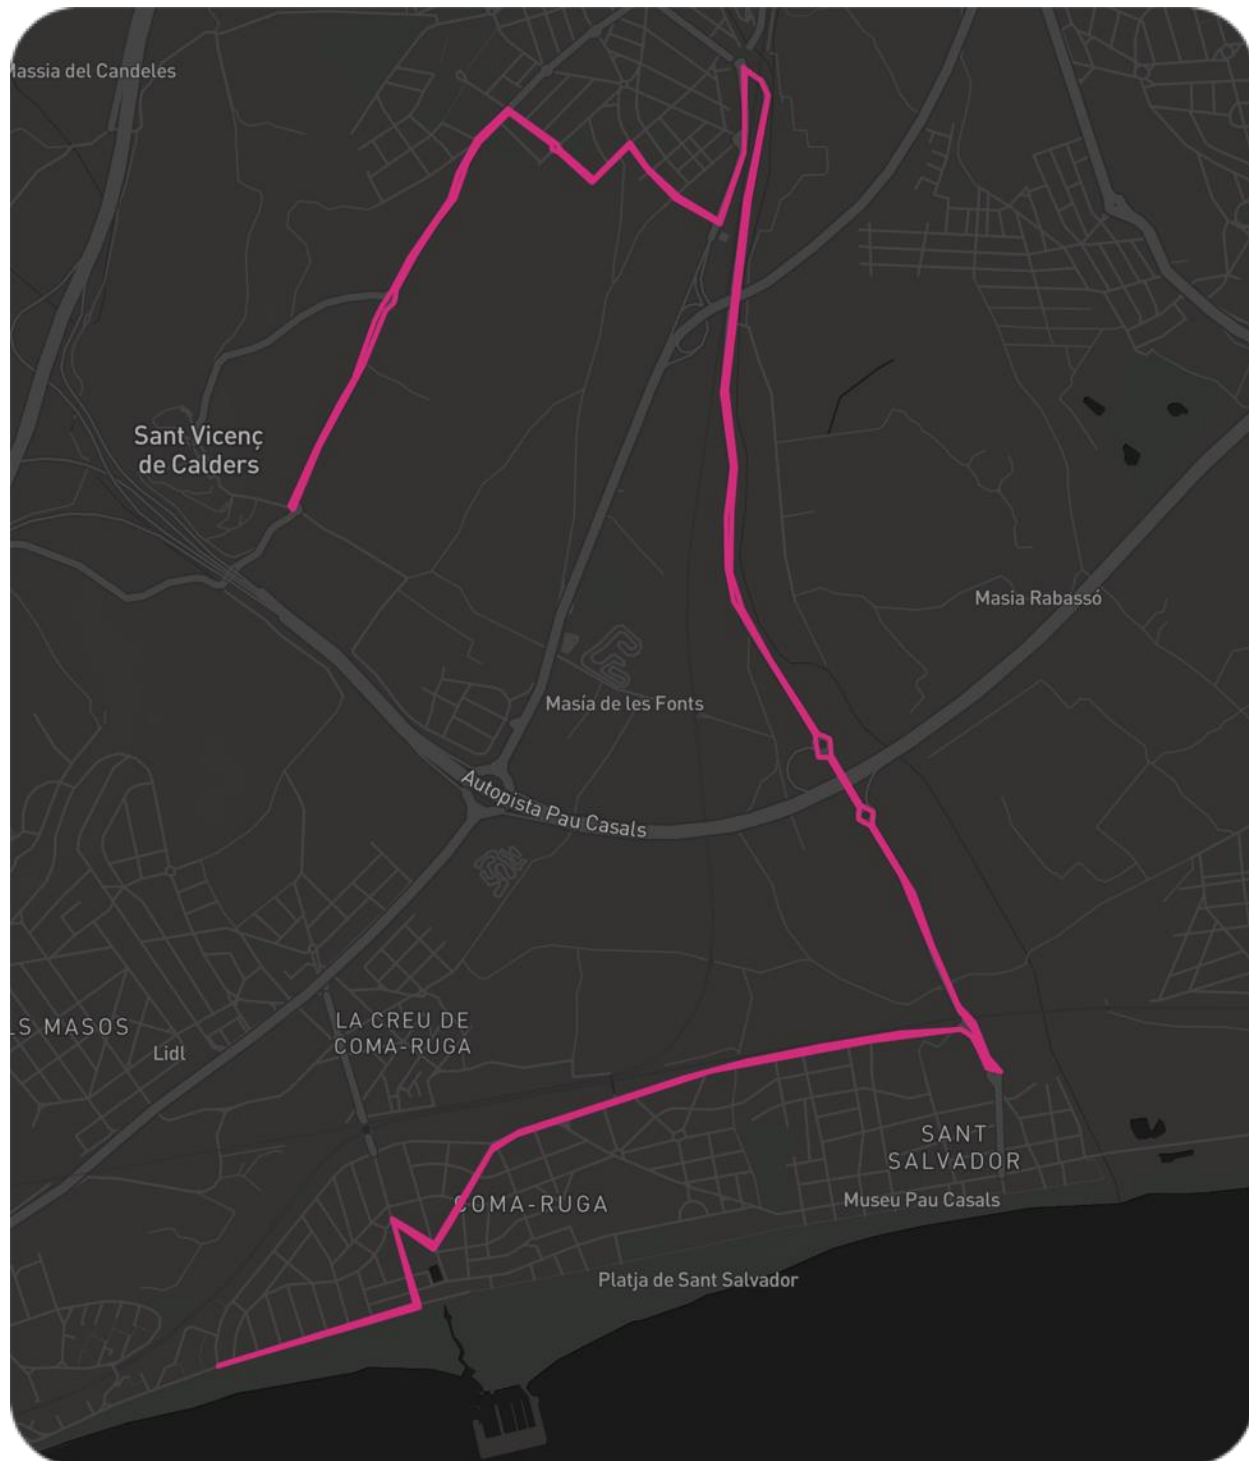 Massia del Candeles
Sant Vicenç
de Calders
Masia Rabassó
Masía de les Fonts
Autopista Pau Casals
LS MASOS
Lidl
LA CREU DE
COMA-RUGA
SANT
SALVADOR
COMA-RUGA
Museu Pau Casals
Platja de Sant Salvador